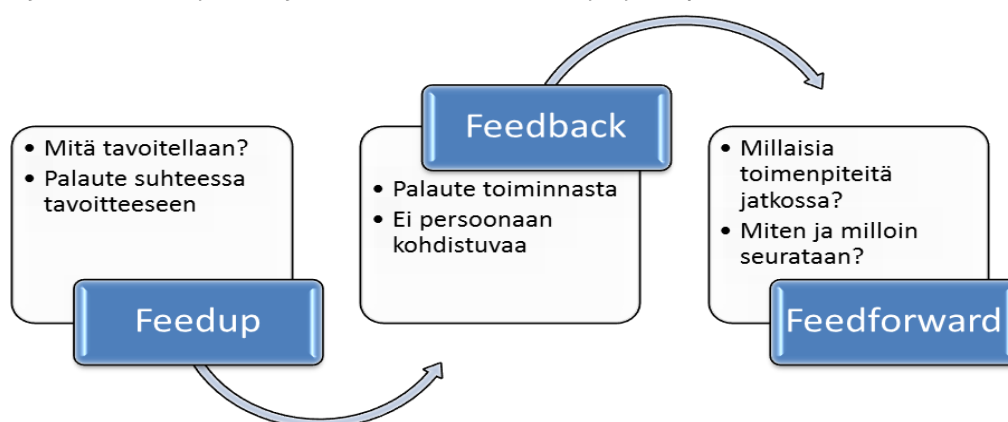 • Mitä tavoitellaan?
• Palaute suhteessa
tavoitteeseen
Feedup
Feedback
• Palaute toiminnasta
• Ei persoonaan
kohdistuvaa
• Millaisia
toimenpiteitä
jatkossa?
• Miten ja milloin
seurataan?
Feedforward